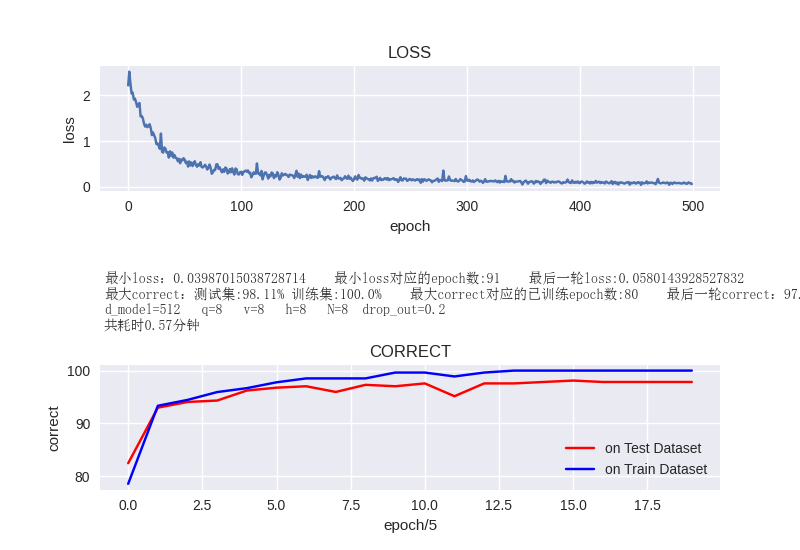 LOSS
2
1
0
loss
0 100 200 300 400 500
epoch
最小loss：0.03987015038728714 最小loss对应的epoch数:91 最后一轮loss:0.0580143928527832
最大correct：测试集:98.11% 训练集:100.0% 最大correct对应的已训练epoch数:80 最后一轮correct：97.
d_model=512 q=8 v=8 h=8 N=8 drop_out=0.2
共耗时0.57分钟
CORRECT
100
90
80
correct
on Test Dataset
on Train Dataset
0.0 2.5 5.0 7.5 10.0 12.5 15.0 17.5
epoch/5